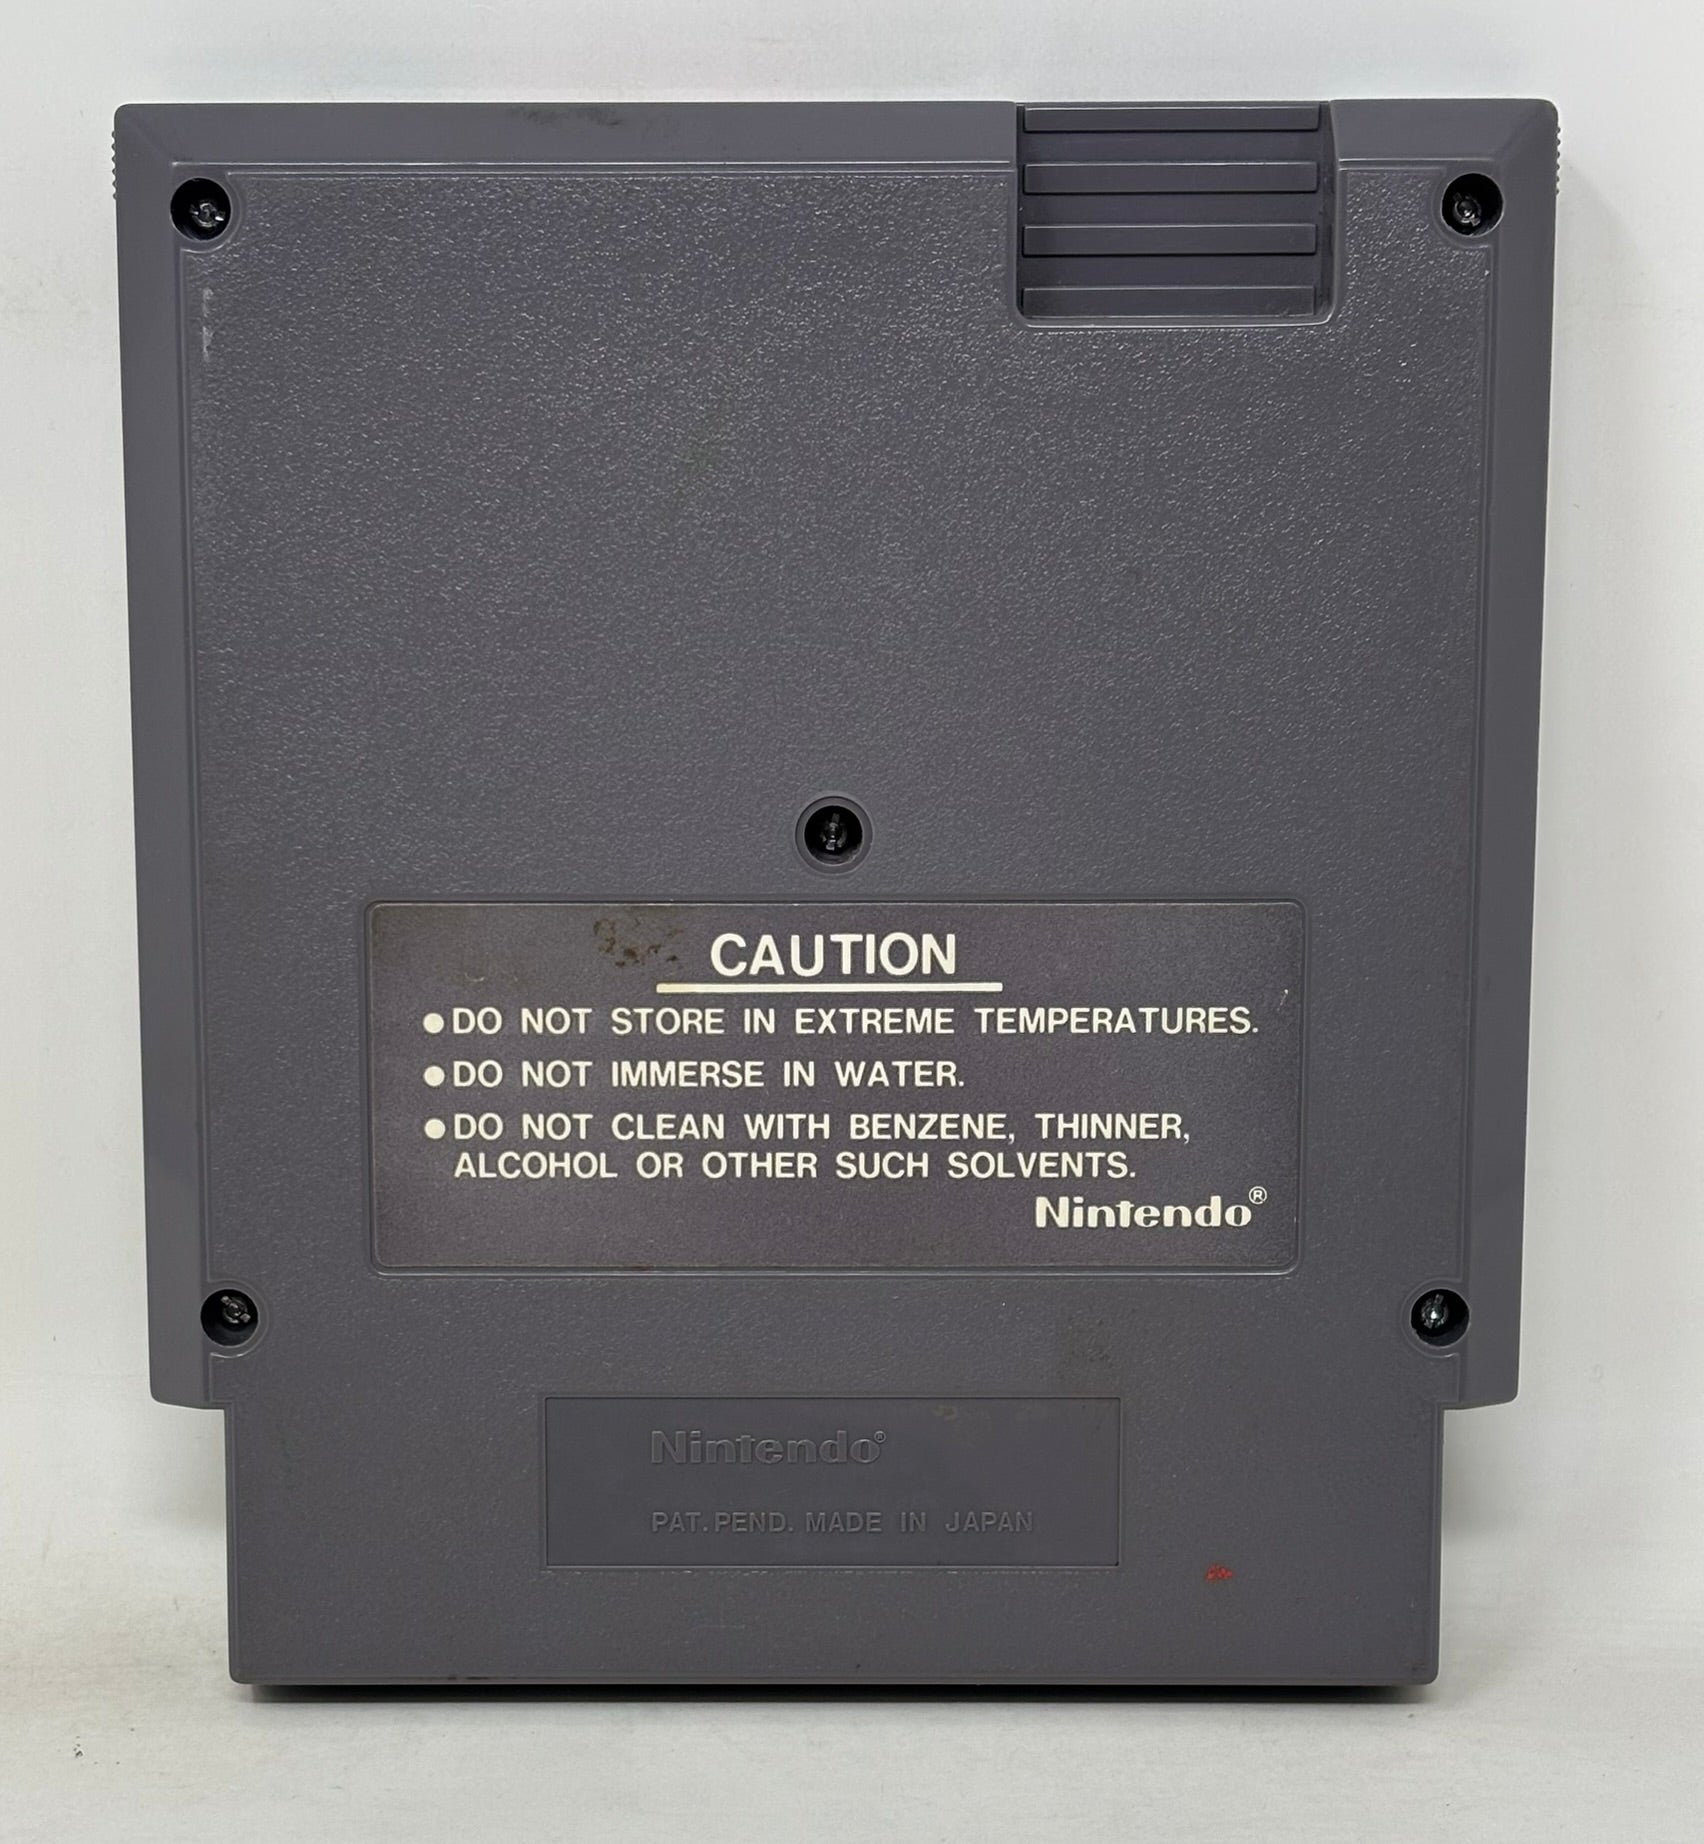 CAUTION
●DO NOT STORE IN EXTREME TEMPERATURES.
●DO NOT IMMERSE IN WATER.
●DO NOT CLEAN WITH BENZENE, THINNER,
ALCOHOL OR OTHER SUCH SOLVENTS.
Nintendo®
Nintendo®
PAT. PEND. MADE IN JAPAN